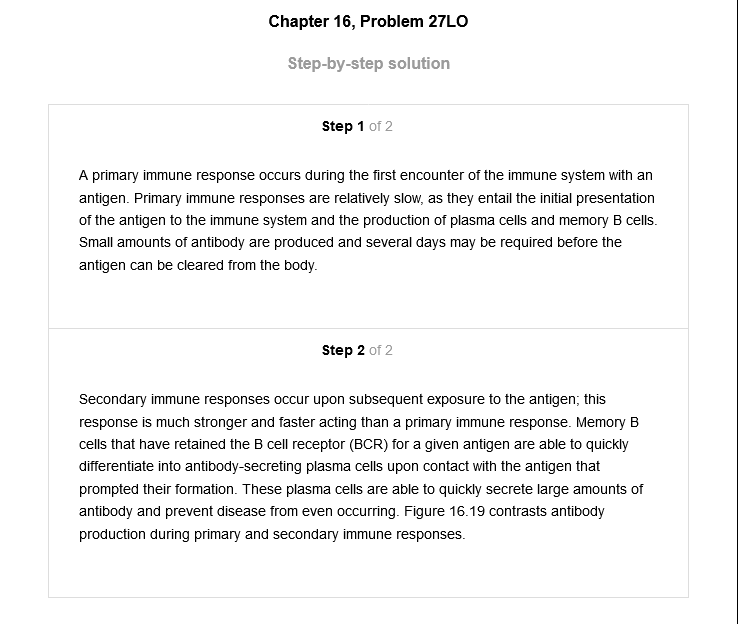 Chapter 16, Problem 27LO
Step-by-step solution
Step 1 of 2
A primary immune response occurs during the first encounter of the immune system with an
antigen. Primary immune responses are relatively slow, as they entail the initial presentation
of the antigen to the immune system and the production of plasma cells and memory B cells.
Small amounts of antibody are produced and several days may be required before the
antigen can be cleared from the body.
Step 2 of 2
Secondary immune responses occur upon subsequent exposure to the antigen; this
response is much stronger and faster acting than a primary immune response. Memory B
cells that have retained the B cell receptor (BCR) for a given antigen are able to quickly
differentiate into antibody-secreting plasma cells upon contact with the antigen that
prompted their formation. These plasma cells are able to quickly secrete large amounts of
antibody and prevent disease from even occurring. Figure 16.19 contrasts antibody
production during primary and secondary immune responses.